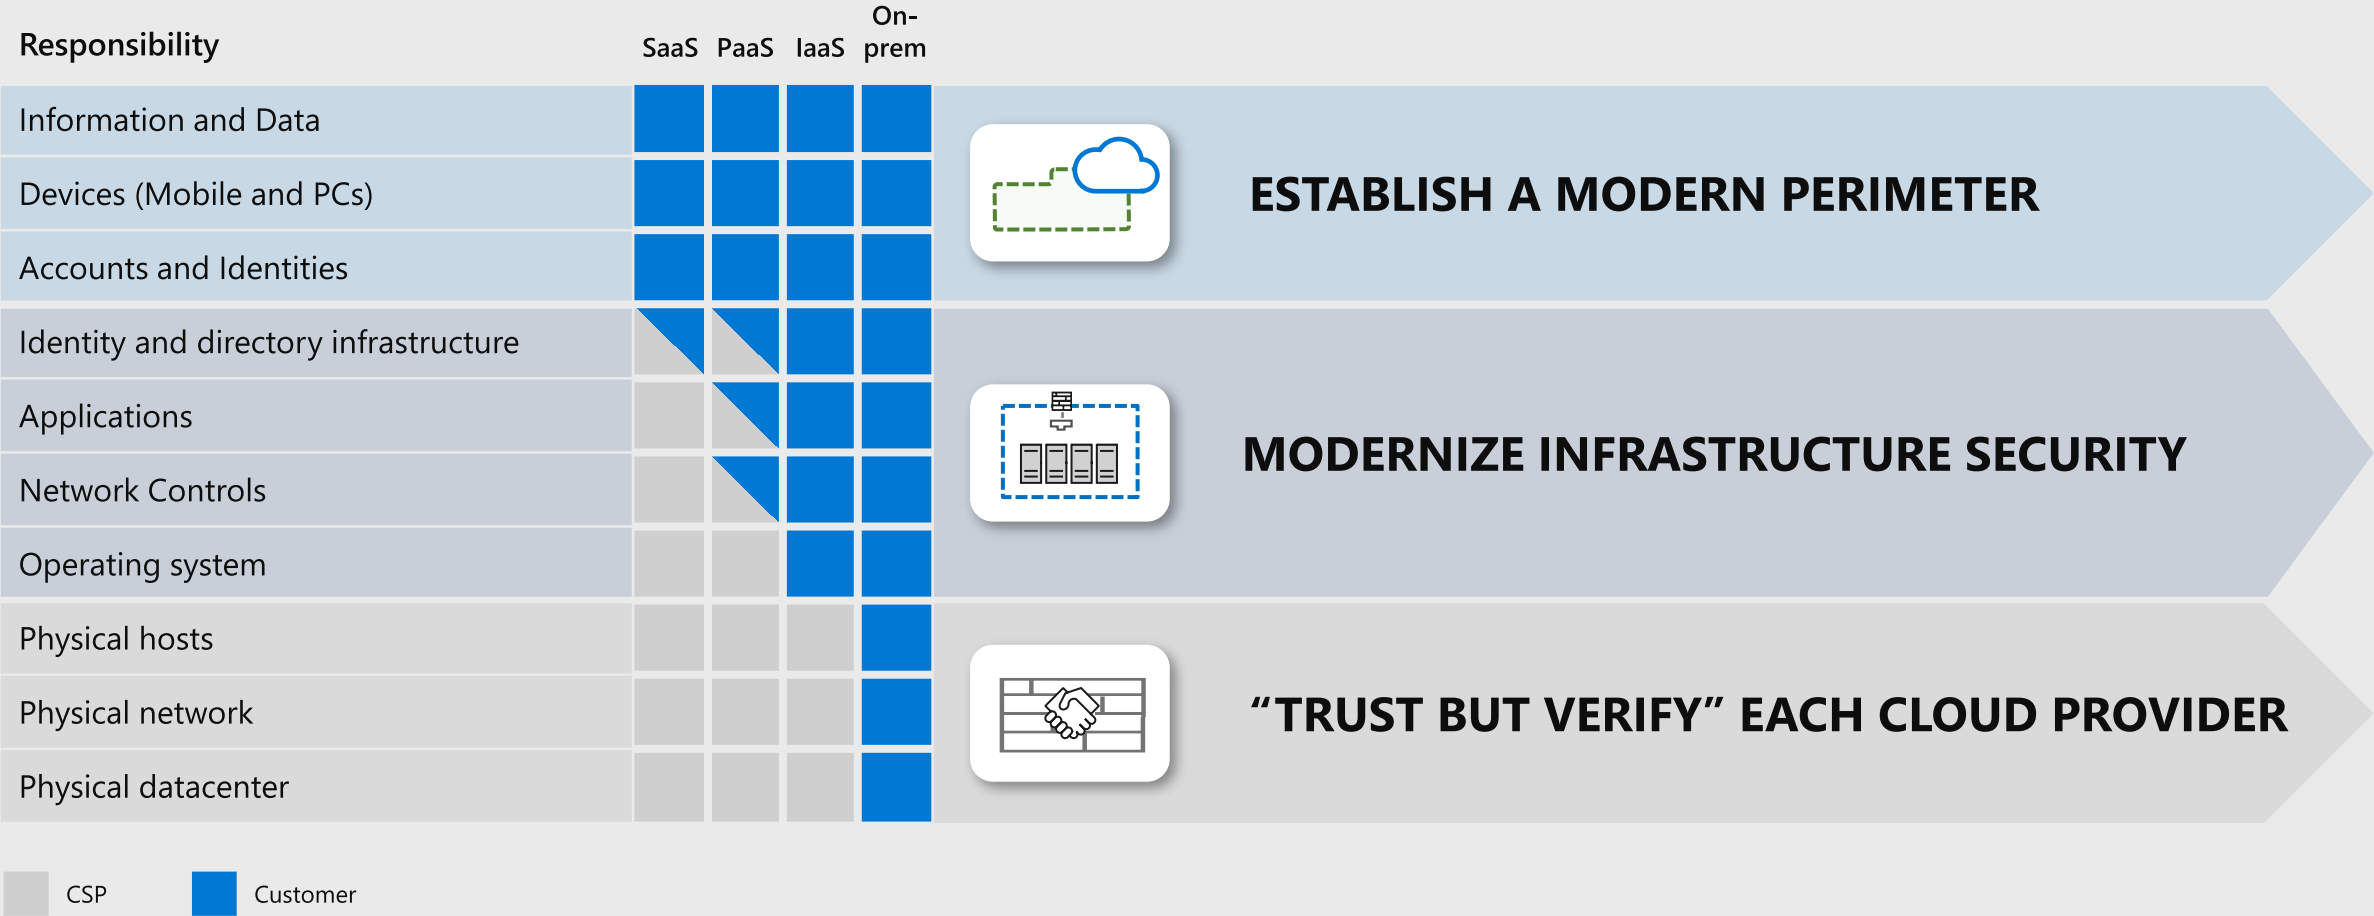 Responsibility
SaaS PaaS IaaS On-
prem
Information and Data
Devices (Mobile and PCs)
Accounts and Identities
ESTABLISH A MODERN PERIMETER
Identity and directory infrastructure
Applications
Network Controls
Operating system
MODERNIZE INFRASTRUCTURE SECURITY
Physical hosts
Physical network
Physical datacenter
“TRUST BUT VERIFY” EACH CLOUD PROVIDER
CSP
Customer